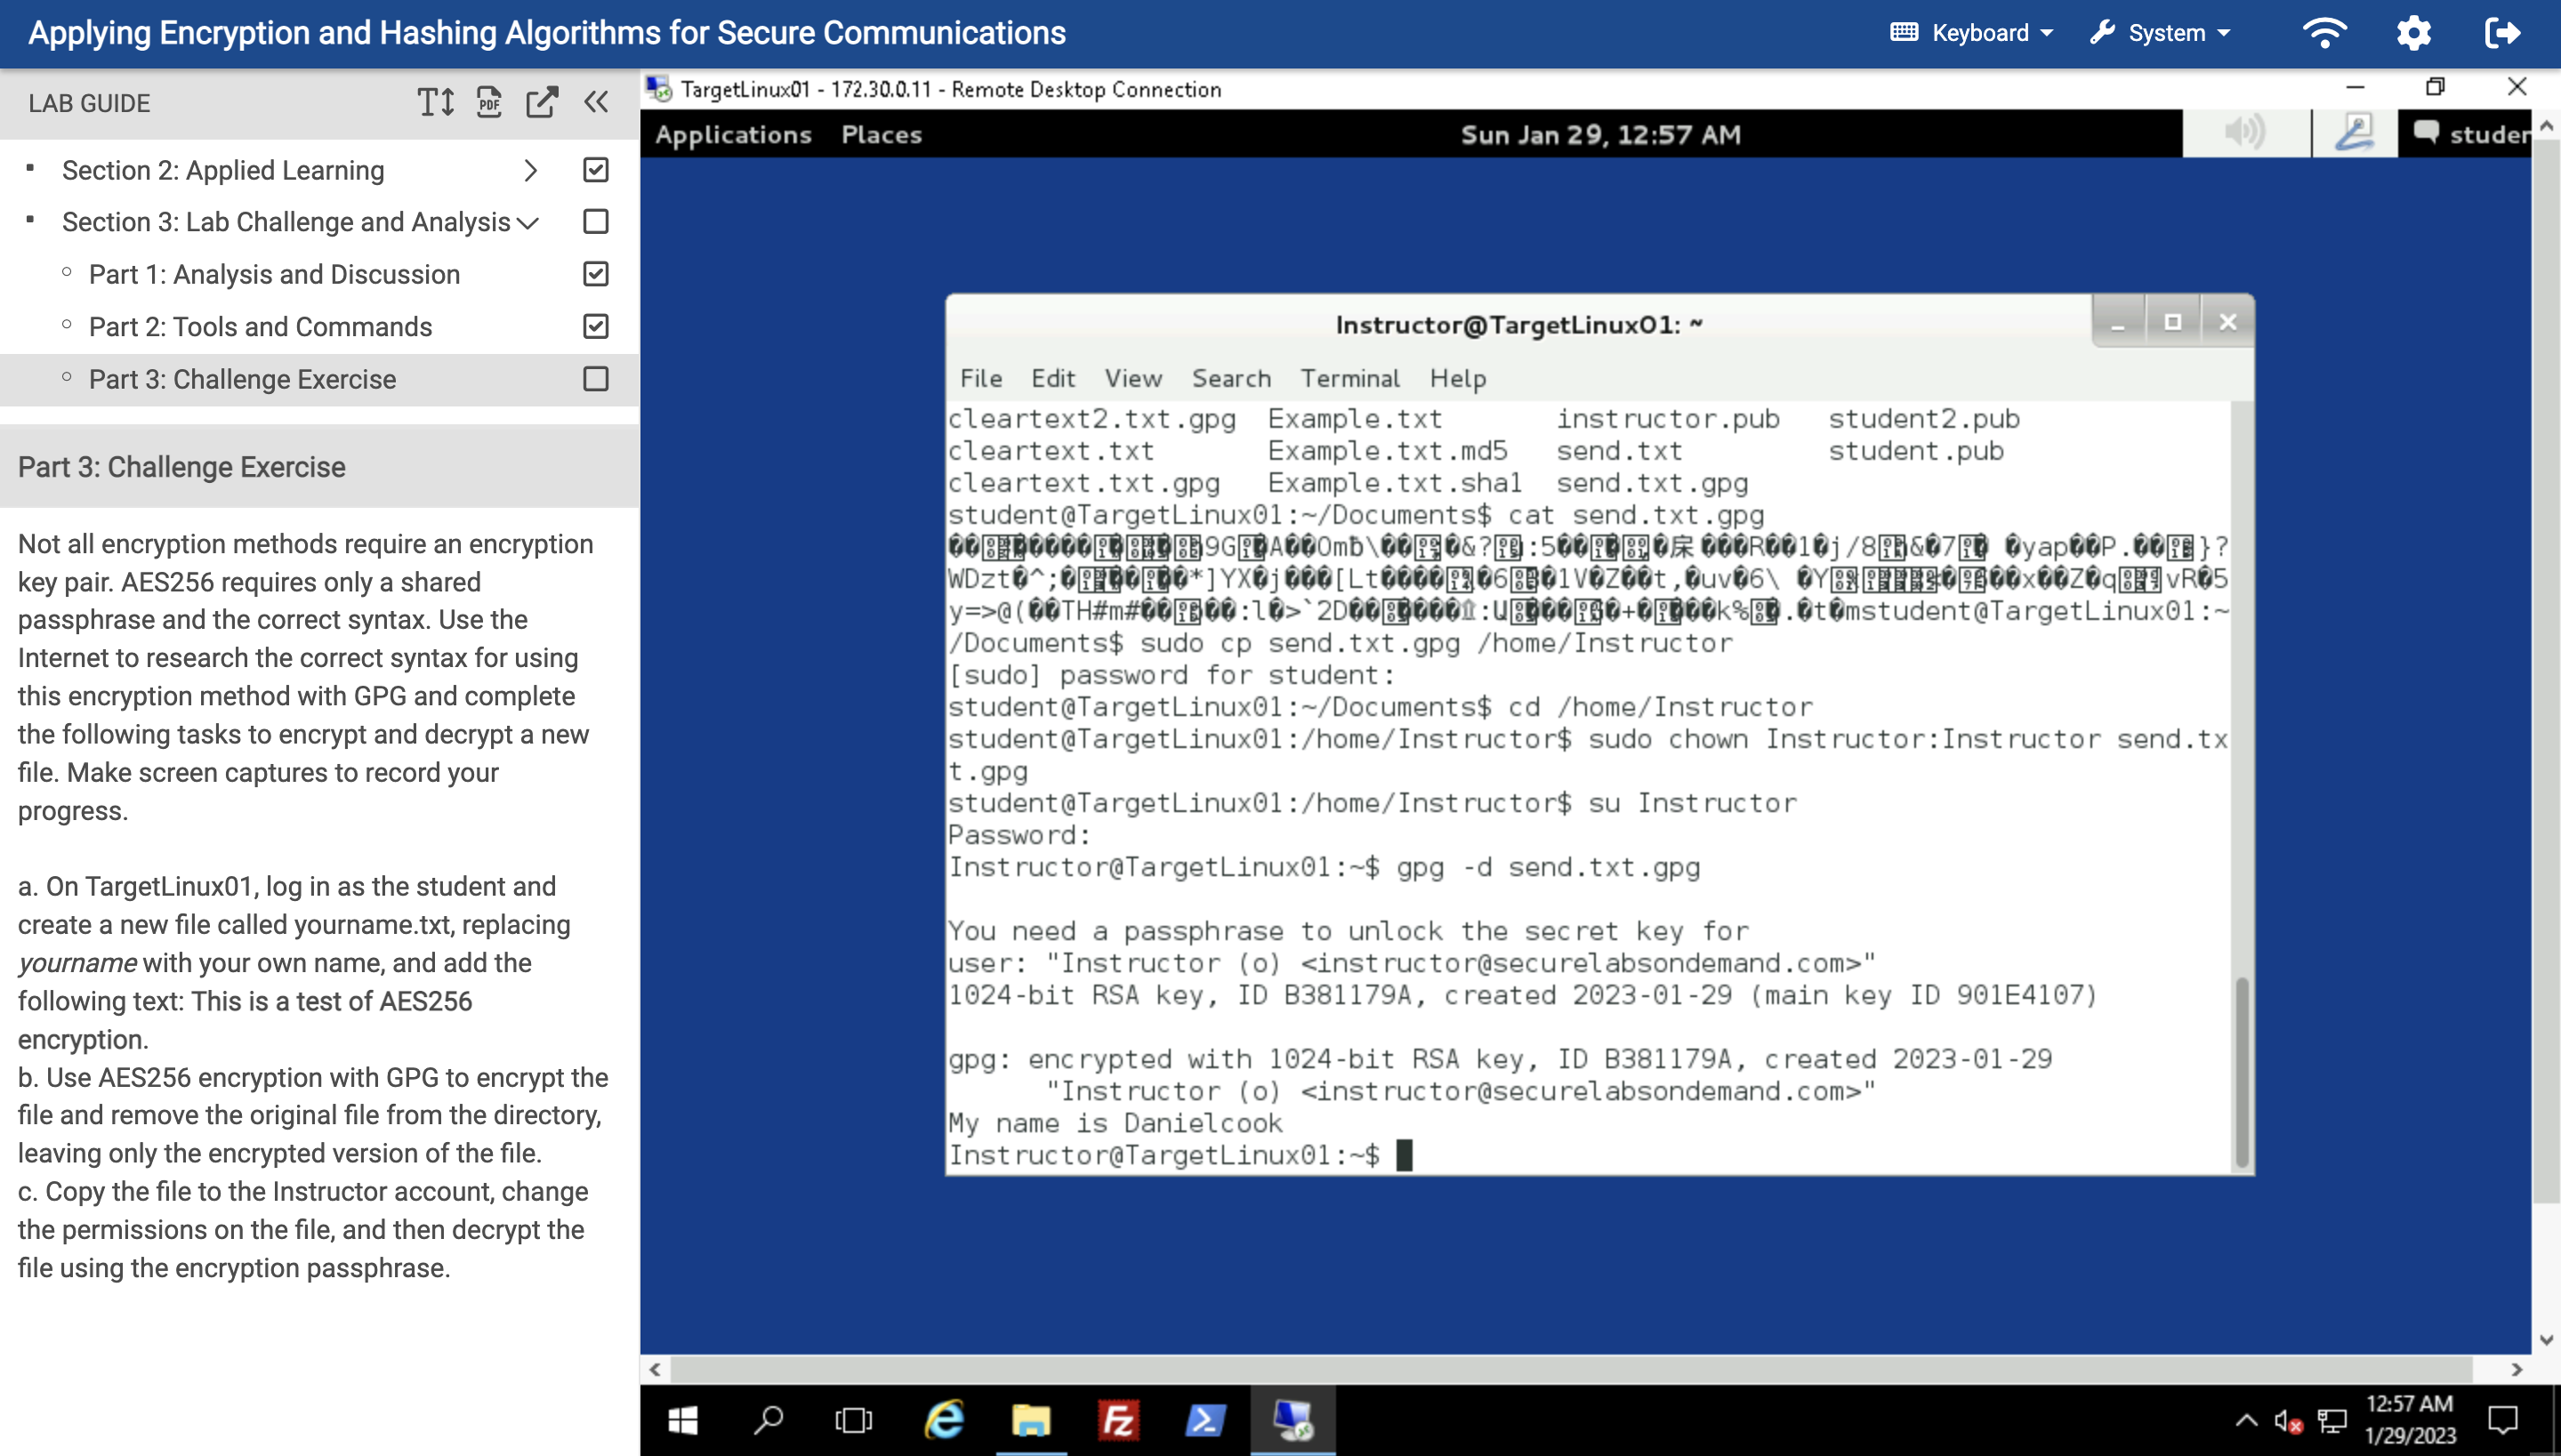 Applying Encryption and Hashing Algorithms for Secure Communications
Keyboard
System
LAB GUIDE
PDF
Section 2: Applied Learning
Section 3: Lab Challenge and Analysis
Part 1: Analysis and Discussion
Part 2: Tools and Commands
Part 3: Challenge Exercise
Part 3: Challenge Exercise
Not all encryption methods require an encryption
key pair. AES256 requires only a shared
passphrase and the correct syntax. Use the
Internet to research the correct syntax for using
this encryption method with GPG and complete
the following tasks to encrypt and decrypt a new
file. Make screen captures to record your
progress.
a. On TargetLinux01, log in as the student and
create a new file called yourname.txt, replacing
yourname with your own name, and add the
following text: This is a test of AES256
encryption.
b. Use AES256 encryption with GPG to encrypt the
file and remove the original file from the directory,
leaving only the encrypted version of the file.
c. Copy the file to the Instructor account, change
the permissions on the file, and then decrypt the
file using the encryption passphrase.
TargetLinux01 - 172.30.0.11 - Remote Desktop Connection
Applications Places
Sun Jan 29, 12:57 AM
studen
Instructor@TargetLinux01: ~
File Edit View Search Terminal Help
cleartext2.txt.gpg Example.txt instructor.pub student2.pub
cleartext.txt Example.txt.md5 send.txt student.pub
cleartext.txt.gpg Example.txt.sha1 send.txt.gpg
student@TargetLinux01:~/Documents$ cat send.txt.gpg
student@TargetLinux01:~
/Documents$ sudo cp send.txt.gpg /home/Instructor
[sudo] password for student:
student@TargetLinux01:~/Documents$ cd /home/Instructor
student@TargetLinux01:/home/Instructor$ sudo chown Instructor:Instructor send.tx
t.gpg
student@TargetLinux01:/home/Instructor$ su Instructor
Password:
Instructor@TargetLinux01:~$ gpg -d send.txt.gpg
You need a passphrase to unlock the secret key for
user: "Instructor (o) <instructor@securelabsondemand.com>"
1024-bit RSA key, ID B381179A, created 2023-01-29 (main key ID 901E4107)
gpg: encrypted with 1024-bit RSA key, ID B381179A, created 2023-01-29
"Instructor (o) <instructor@securelabsondemand.com>"
My name is Danielcook
Instructor@TargetLinux01:~$
12:57 AM
1/29/2023